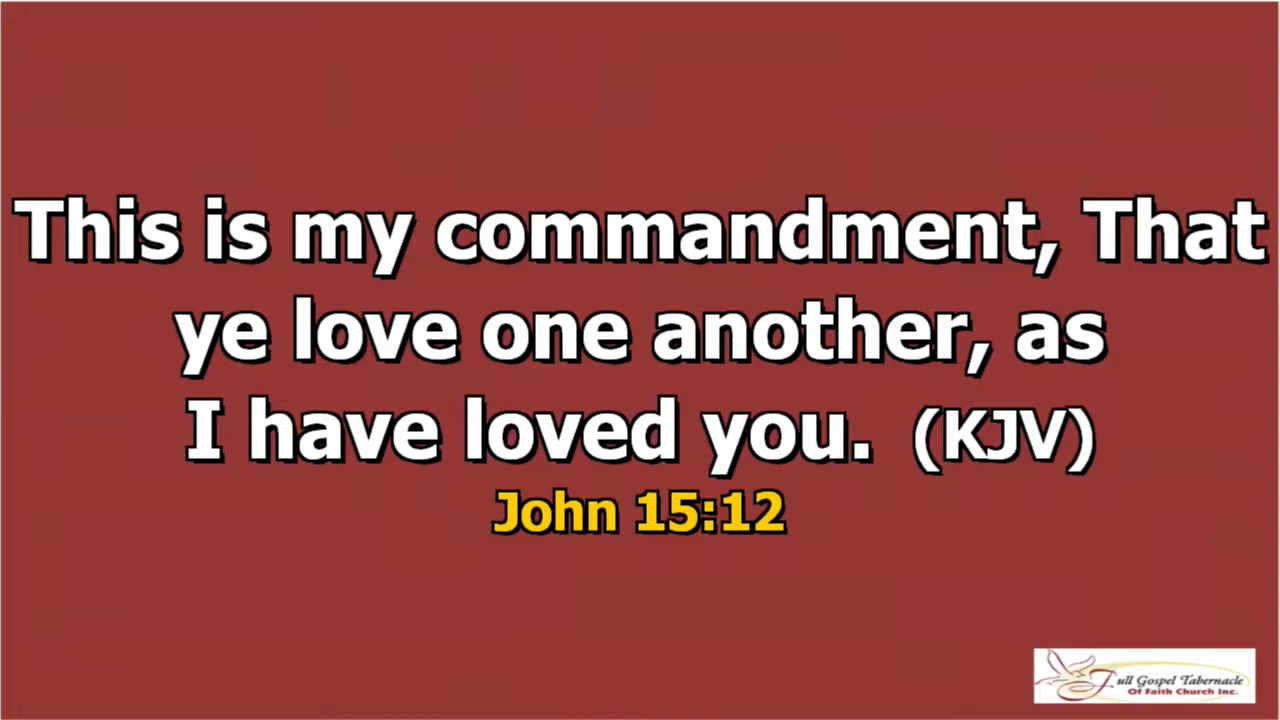 This is my commandment, That
ye love one another, as
I have loved you. (KJV)
John 15:12
Full Gospel Tabernacle
Of Faith Church Inc.